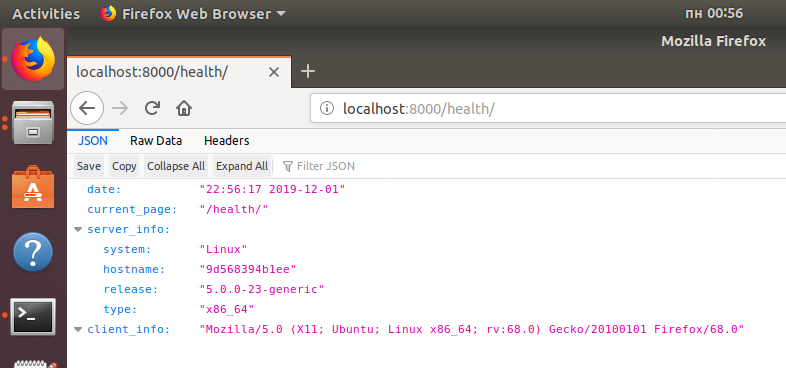 Activities Firefox Web Browser пн 00:56
Mozilla Firefox
localhost:8000/health/
localhost:8000/health/
JSON Raw Data Headers
Save Copy Collapse All Expand All Filter JSON
date: "22:56:17 2019-12-01"
current_page: "/health/"
server_info:
system: "Linux"
hostname: "9d568394b1ee"
release: "5.0.0-23-generic"
type: "x86_64"
client_info: "Mozilla/5.0 (X11; Ubuntu; Linux x86_64; rv:68.0) Gecko/20100101 Firefox/68.0"